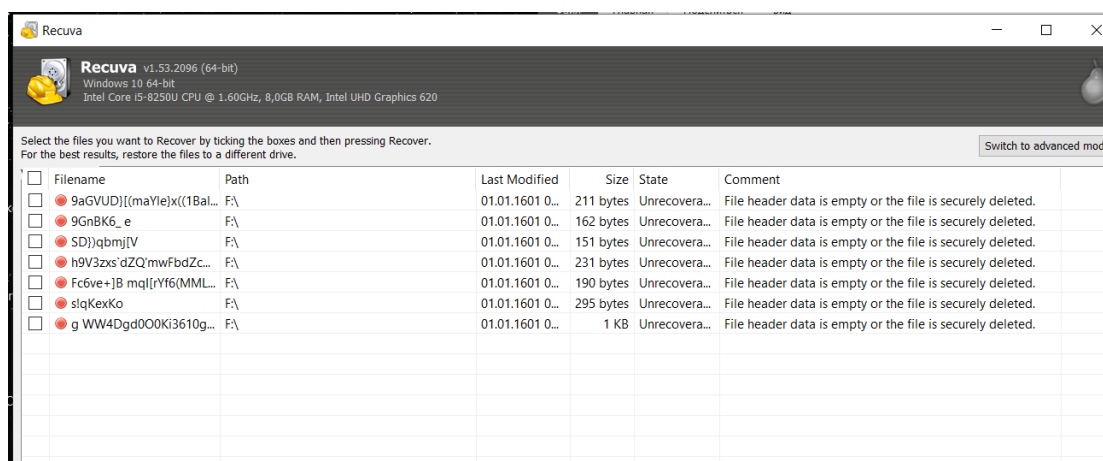 Recuva
Recuva v1.53.2096 (64-bit)
Windows 10 64-bit
Intel Core i5-8250U CPU @ 1.60GHz, 8,0GB RAM, Intel UHD Graphics 620
Select the files you want to Recover by ticking the boxes and then pressing Recover.
For the best results, restore the files to a different drive.
Switch to advanced mod
Filename Path Last Modified Size State Comment
9aGVUD}[(maYle}x((1Bal... F:\ 01.01.1601 0... 211 bytes Unrecovera... File header data is empty or the file is securely deleted.
9GnBK6_ e F:\ 01.01.1601 0... 162 bytes Unrecovera... File header data is empty or the file is securely deleted.
SD})qbmj[V F:\ 01.01.1601 0... 151 bytes Unrecovera... File header data is empty or the file is securely deleted.
h9V3zxs`dZQ'mwFbdZc... F:\ 01.01.1601 0... 231 bytes Unrecovera... File header data is empty or the file is securely deleted.
Fc6ve+]B mqI[rYf6(MML... F:\ 01.01.1601 0... 190 bytes Unrecovera... File header data is empty or the file is securely deleted.
s!qKexKo F:\ 01.01.1601 0... 295 bytes Unrecovera... File header data is empty or the file is securely deleted.
g WW4Dgd0O0Ki3610g... F:\ 01.01.1601 0... 1 KB Unrecovera... File header data is empty or the file is securely deleted.